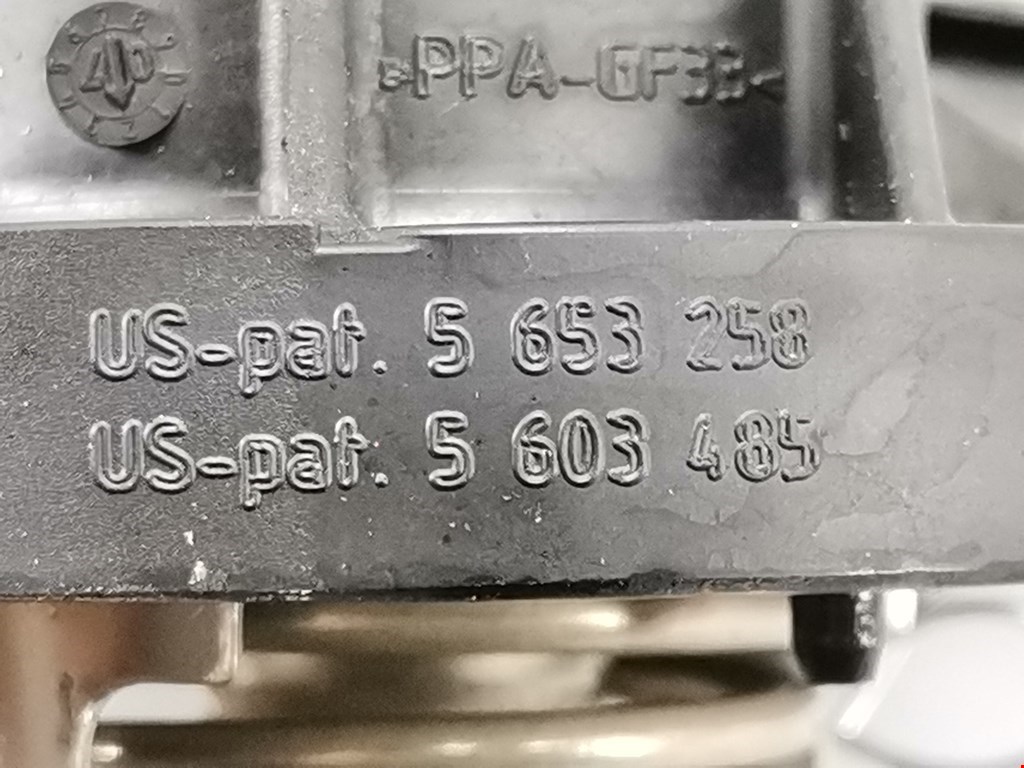 >PPA-GF33<
US-pat. 5 653 258
US-pat. 5 603 485